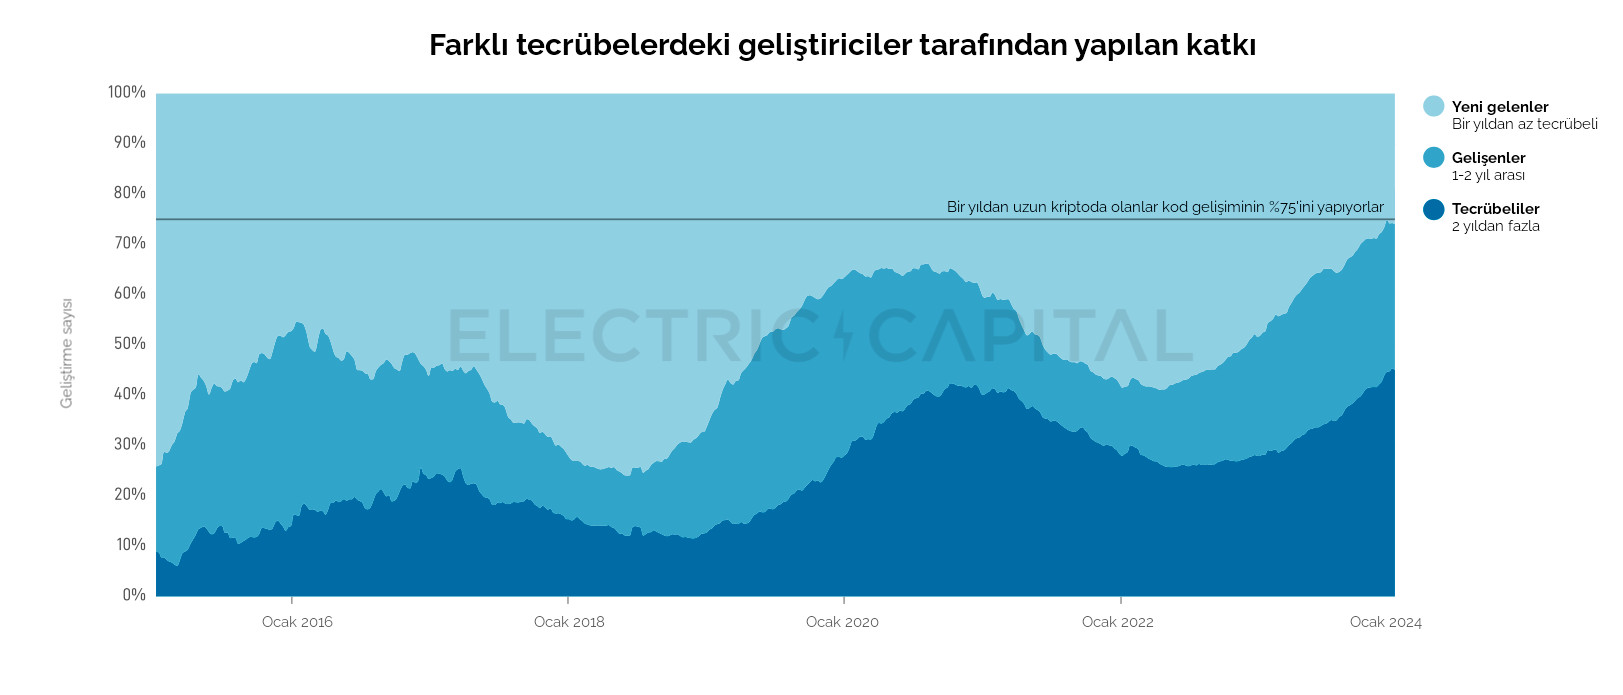 Farklı tecrübelerdeki geliştiriciler tarafından yapılan katkı
100%
90%
80%
70%
60%
50%
40%
30%
20%
10%
0%
Geliştirme sayısı
Bir yıldan uzun kriptoda olanlar kod gelişiminin %75'ini yapıyorlar
ELECTRIC CAPITAL
Ocak 2016
Ocak 2018
Ocak 2020
Ocak 2022
Ocak 2024
Yeni gelenler
Bir yıldan az tecrübeli
Gelişenler
1-2 yıl arası
Tecrübeliler
2 yıldan fazla